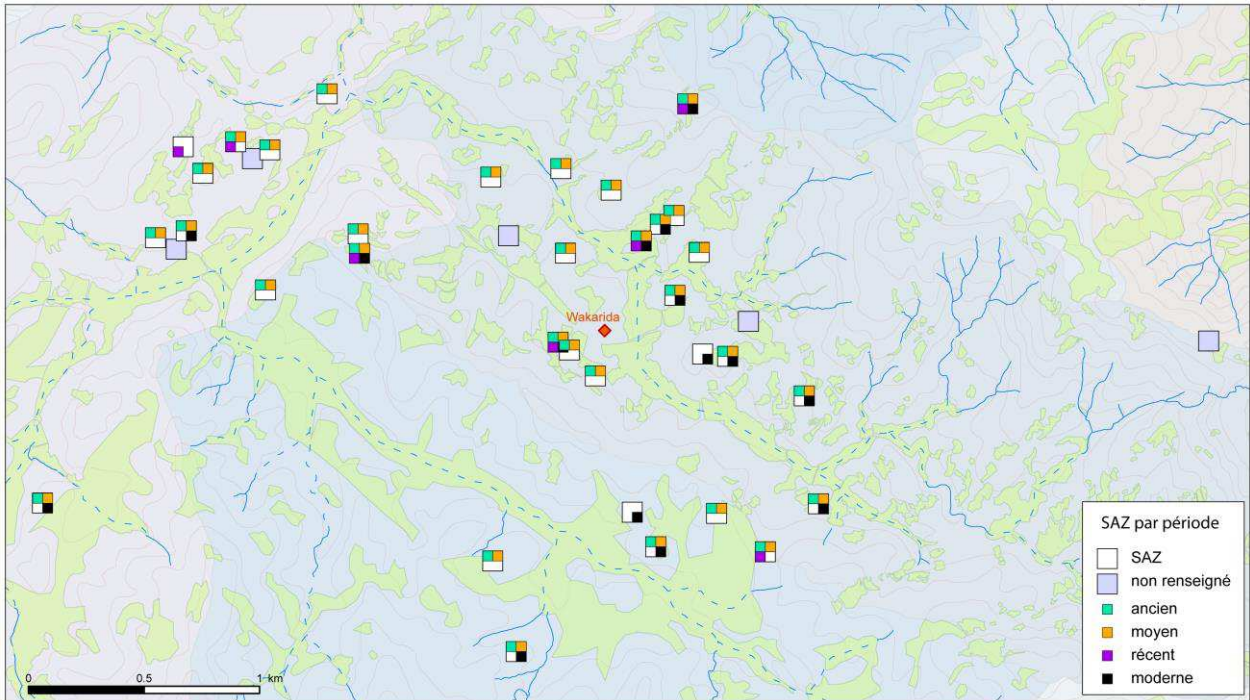 Wakarida
SAZ par période
SAZ
non renseigné
ancien
moyen
récent
moderne
0 0.5 1 km